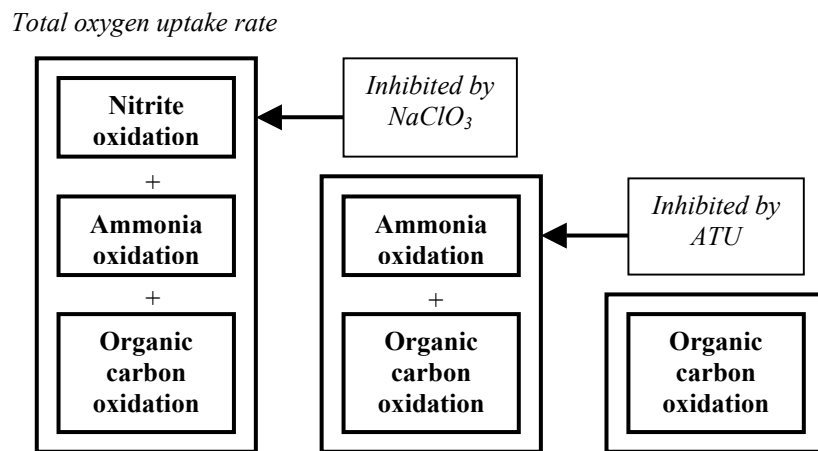 Total oxygen uptake rate
Nitrite
oxidation
+
Ammonia
oxidation
+
Organic
carbon
oxidation
Inhibited by
NaClO₃
Ammonia
oxidation
+
Organic
carbon
oxidation
Inhibited by
ATU
Organic
carbon
oxidation